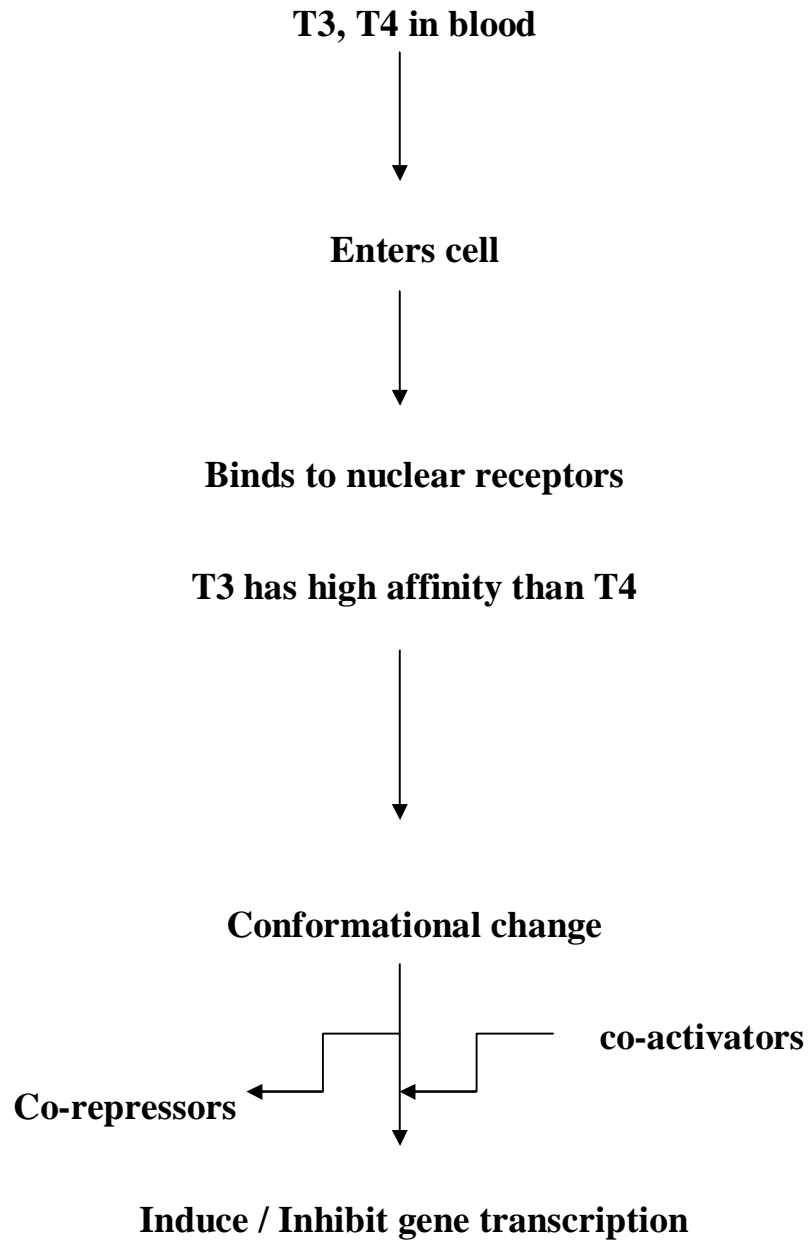 T3, T4 in blood
Enters cell
Binds to nuclear receptors
T3 has high affinity than T4
Conformational change
co-activators
Co-repressors
Induce / Inhibit gene transcription